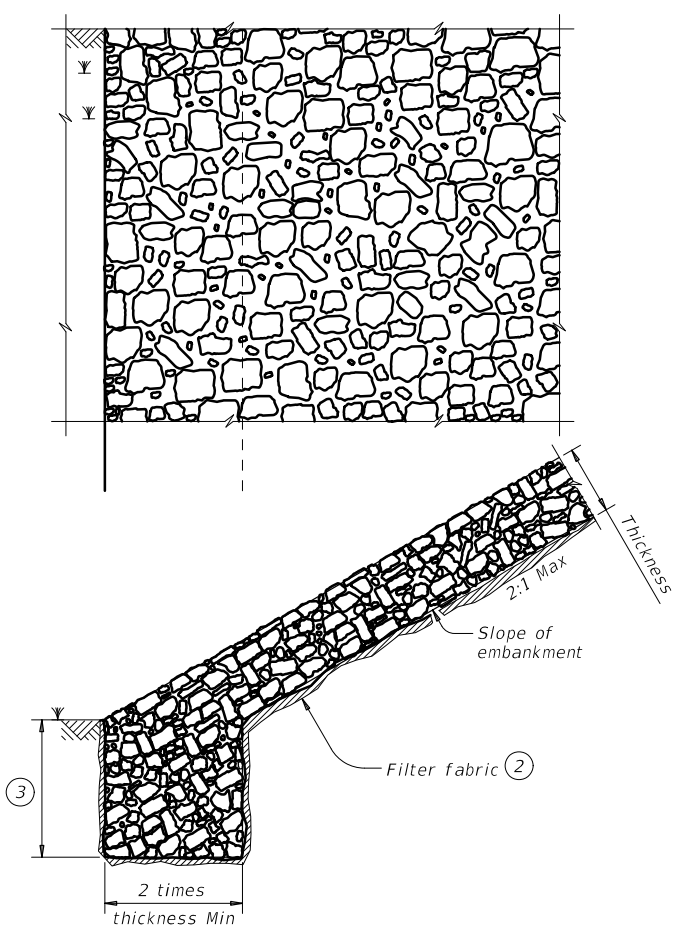 Thickness
2:1 Max
Slope of
embankment
Filter fabric 2
3
2 times
thickness Min